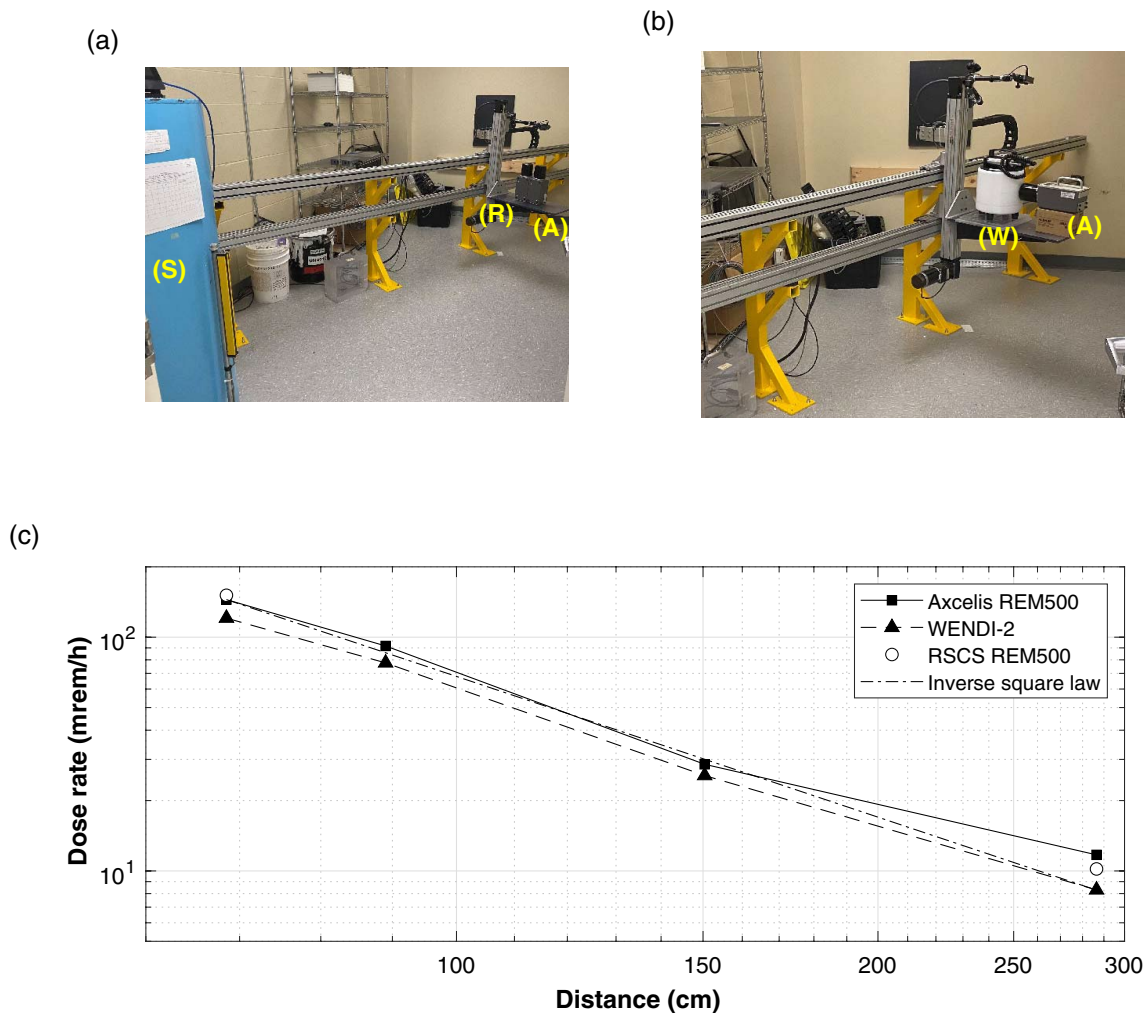 (a)
(b)
(S)
(R)
(A)
(W)
(A)
(c)
Dose rate (mrem/h)
10²
10¹
Axcelis REM500
WENDI-2
RSCS REM500
Inverse square law
100
150
200
250
300
Distance (cm)